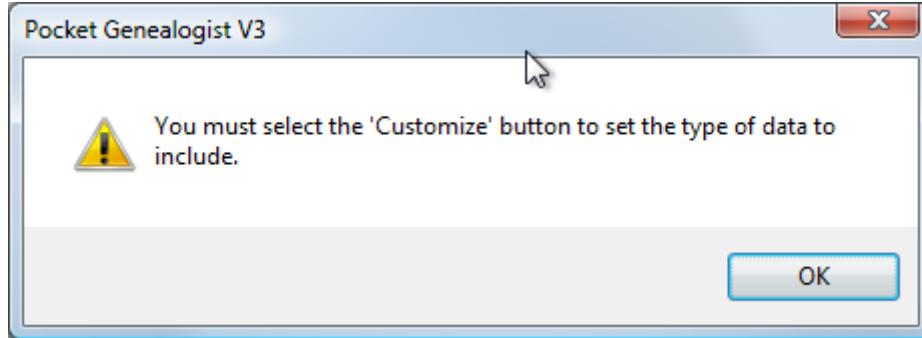 Pocket Genealogist V3
You must select the 'Customize' button to set the type of data to
include.
OK